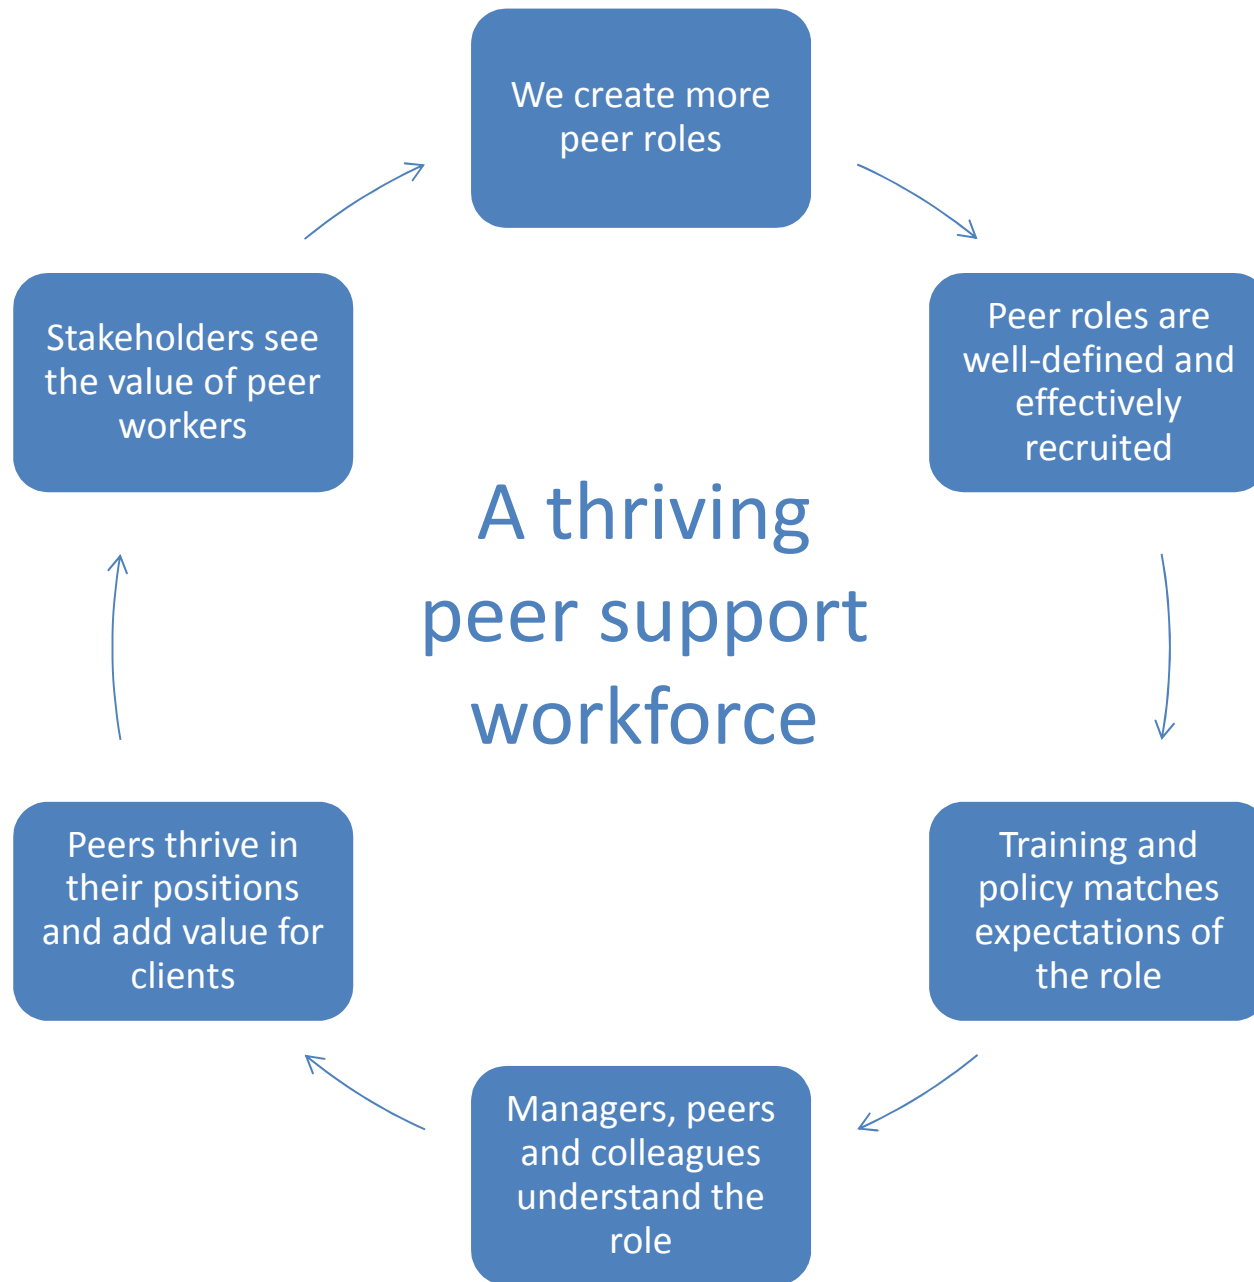 We create more
peer roles
Peer roles are
well-defined and
effectively
recruited
Training and
policy matches
expectations of
the role
Managers, peers
and colleagues
understand the
role
Peers thrive in
their positions
and add value for
clients
Stakeholders see
the value of peer
workers
A thriving
peer support
workforce